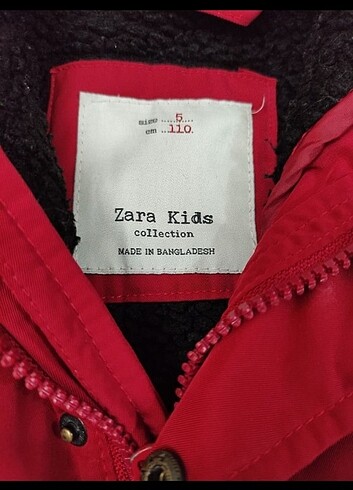 size ....5....
cm ....110....
Zara Kids
collection
MADE IN BANGLADESH